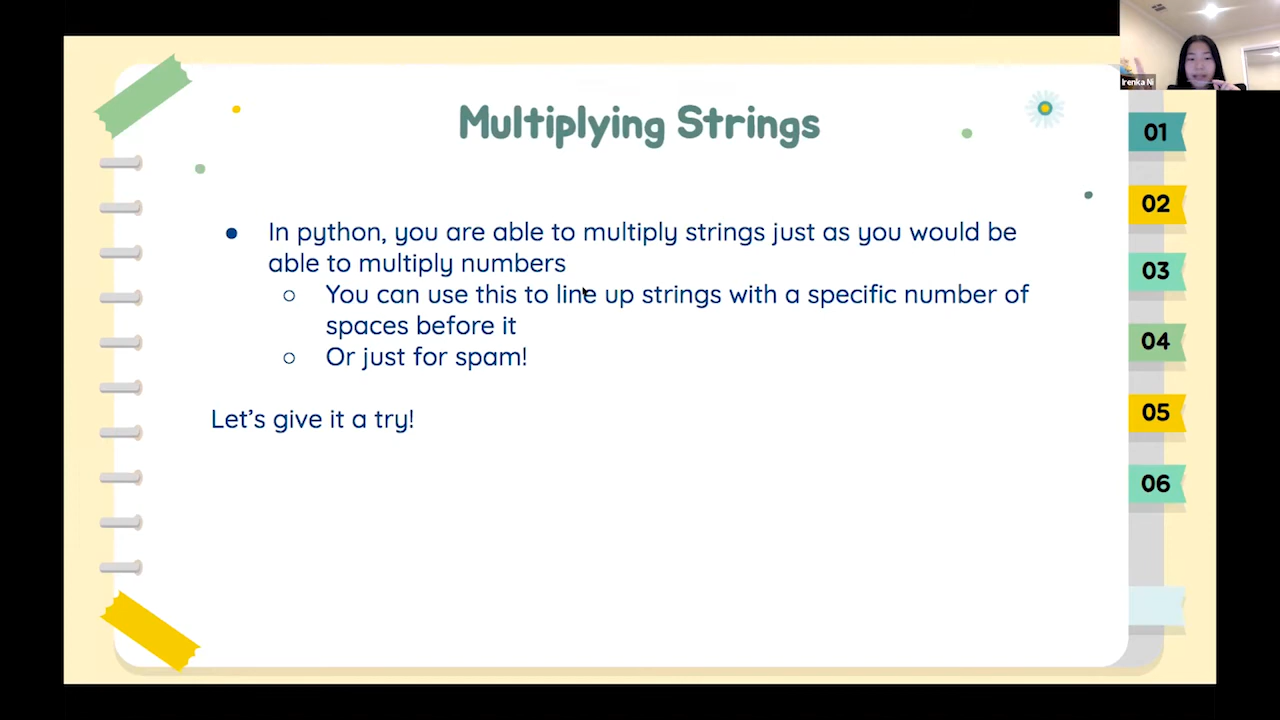 Multiplying Strings
Irenka Ni
● In python, you are able to multiply strings just as you would be
able to multiply numbers
○ You can use this to line up strings with a specific number of
spaces before it
○ Or just for spam!
Let's give it a try!
01
02
03
04
05
06